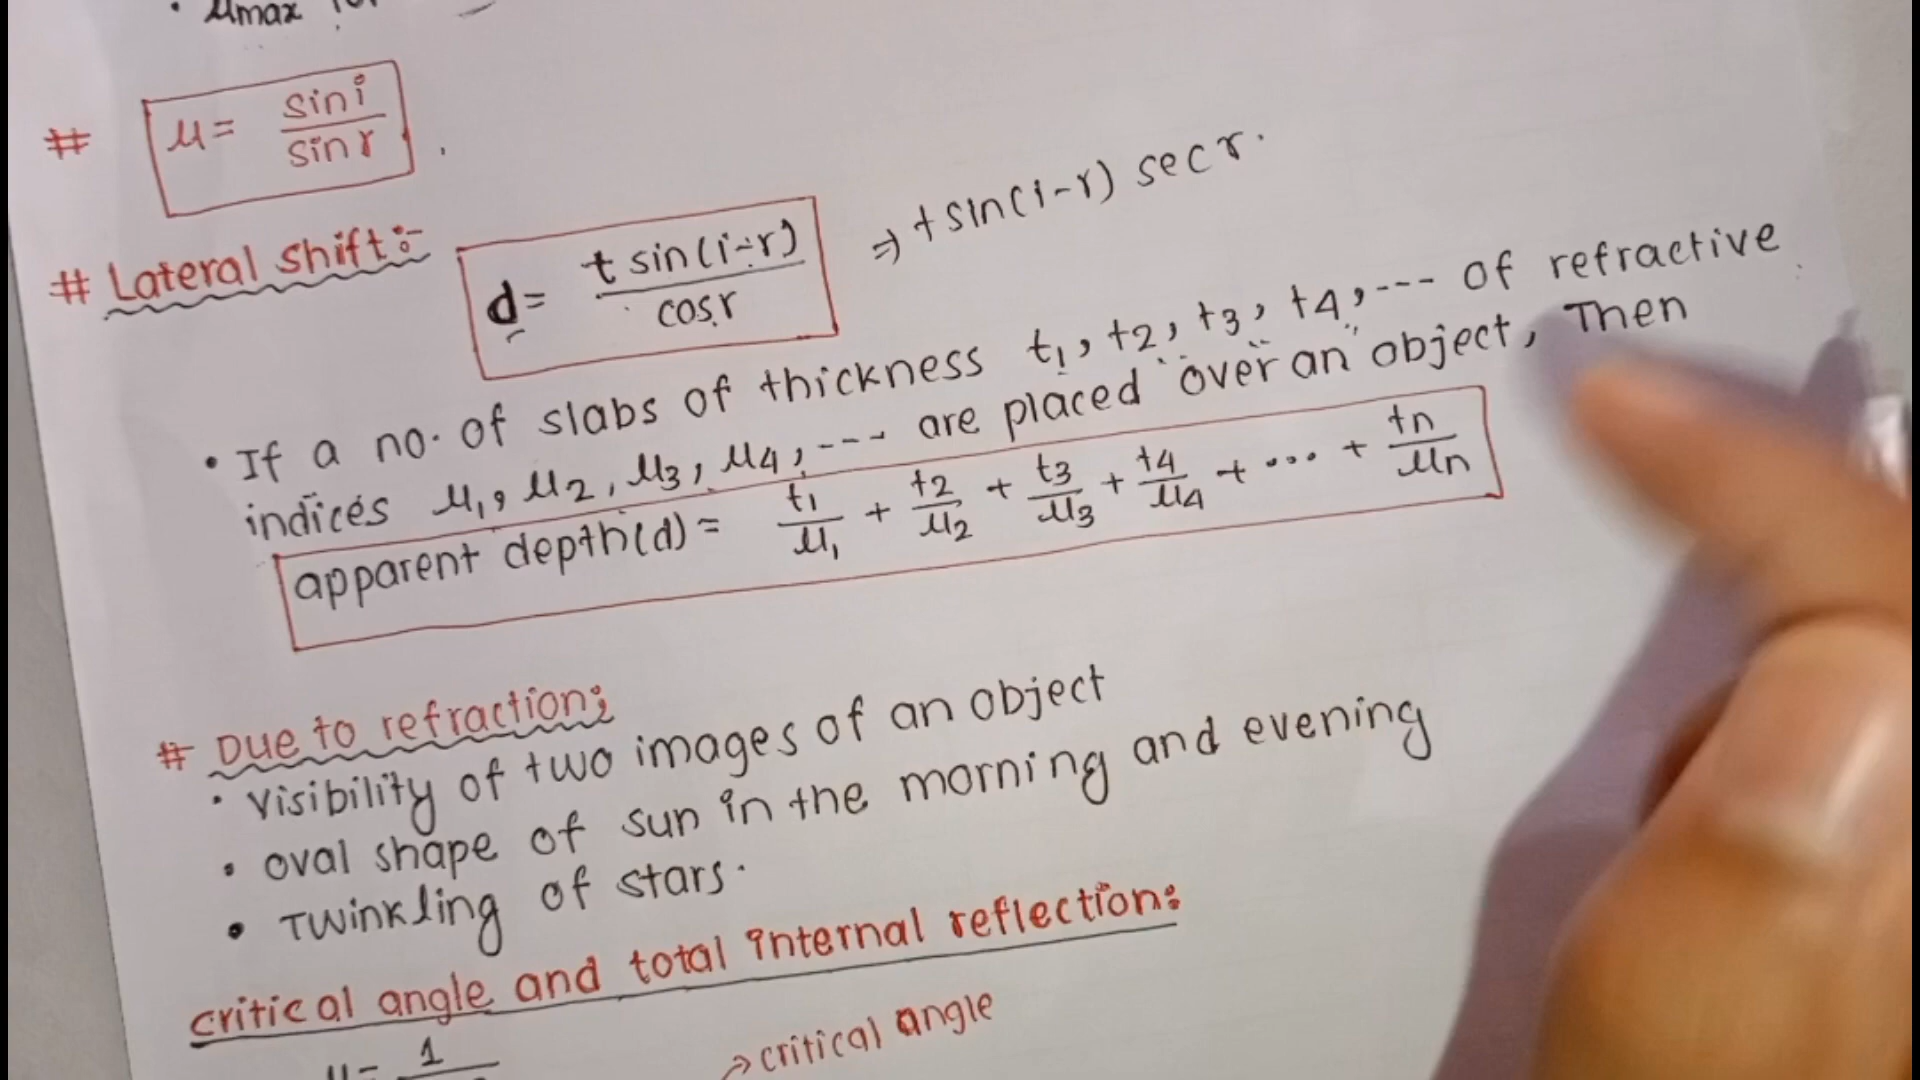 • μmax
# μ = sin i / sin r .
# Lateral shift:- d = t sin(i-r) / cos r ⇒ t sin(i-r) sec r.
• If a no. of slabs of thickness t1, t2, t3, t4, --- of refractive
indices μ1, μ2, μ3, μ4, --- are placed over an object, Then
apparent depth(d) = t1/μ1 + t2/μ2 + t3/μ3 + t4/μ4 + ... + tn/μn
# Due to refraction;
• visibility of two images of an object
• oval shape of sun in the morning and evening
• Twinkling of stars.
critical angle and total internal reflection:
μ = 1
→ critical angle